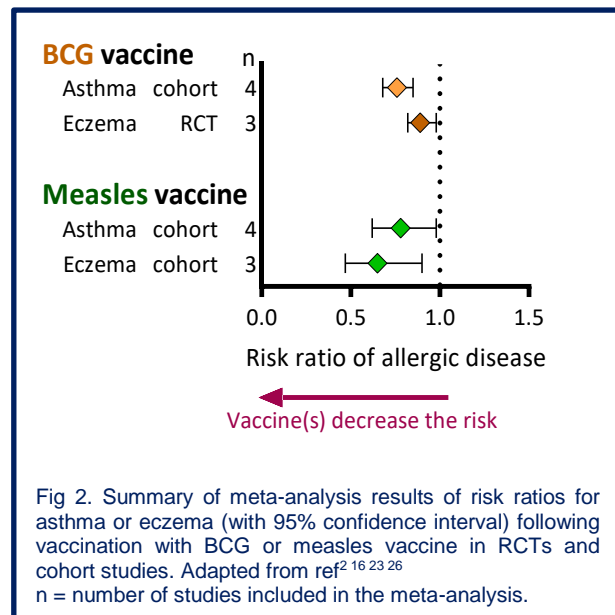 BCG vaccine n
Asthma cohort 4
Eczema RCT 3
Measles vaccine
Asthma cohort 4
Eczema cohort 3
0.0 0.5 1.0 1.5
Risk ratio of allergic disease
Vaccine(s) decrease the risk
Fig 2. Summary of meta-analysis results of risk ratios for
asthma or eczema (with 95% confidence interval) following
vaccination with BCG or measles vaccine in RCTs and
cohort studies. Adapted from ref2 16 23 26
n = number of studies included in the meta-analysis.